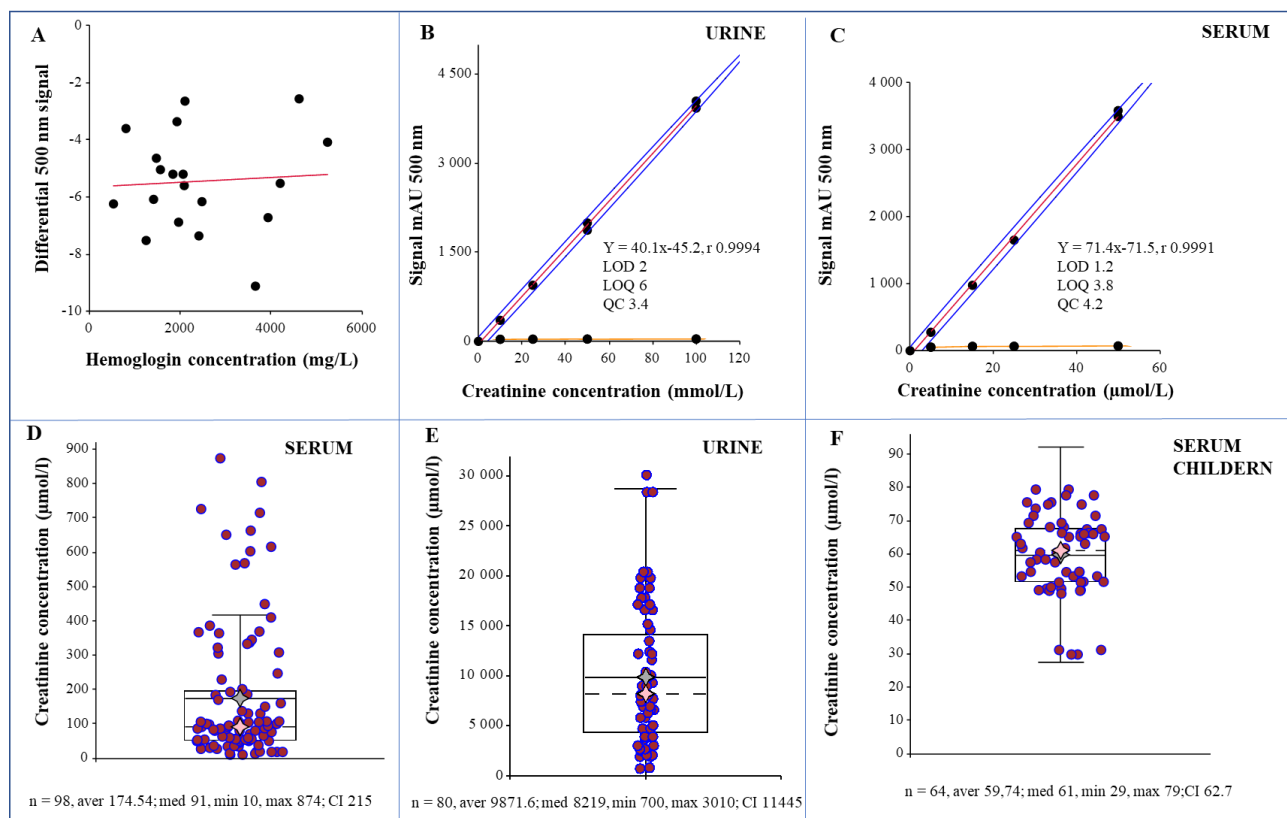 A
Differential 500 nm signal
0
-2
-4
-6
-8
-10
0
2000
4000
6000
Hemoglogin concentration (mg/L)
B
URINE
Signal mAU 500 nm
4 500
3 000
1 500
0
Y = 40.1x-45.2, r 0.9994
LOD 2
LOQ 6
QC 3.4
0
20
40
60
80
100
120
Creatinine concentration (mmol/L)
C
SERUM
Signal mAU 500 nm
4 000
3 000
2 000
1 000
0
Y = 71.4x-71.5, r 0.9991
LOD 1.2
LOQ 3.8
QC 4.2
0
20
40
60
Creatinine concentration (µmol/L)
D
SERUM
Creatinine concentration (µmol/l)
900
800
700
600
500
400
300
200
100
0
n = 98, aver 174.54; med 91, min 10, max 874; CI 215
E
URINE
Creatinine concentration (µmol/l)
30 000
25 000
20 000
15 000
10 000
5 000
0
n = 80, aver 9871.6; med 8219, min 700, max 3010; CI 11445
F
SERUM
CHILDERN
Creatinine concentration (µmol/l)
90
80
70
60
50
40
30
20
10
0
n = 64, aver 59,74; med 61, min 29, max 79;CI 62.7